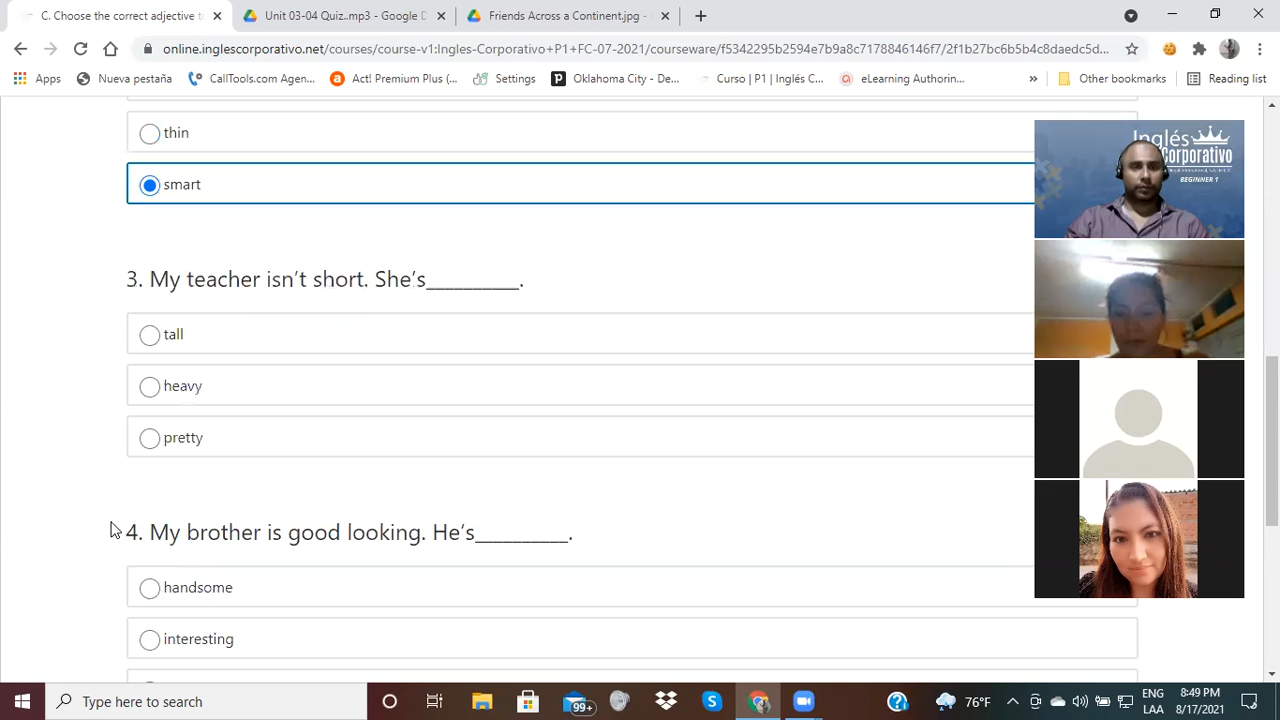 C. Choose the correct adjective t
Unit 03-04 Quiz..mp3 - Google D
Friends Across a Continent.jpg -
online.inglescorporativo.net/courses/course-v1:Ingles-Corporativo+P1+FC-07-2021/courseware/f5342295b2594e7b9a8c7178846146f7/2f1b27bc6b5b4c8daedc5d...
Apps
Nueva pestaña
CallTools.com Agen...
Act! Premium Plus (...
Settings
Oklahoma City - De...
Curso | P1 | Inglés C...
eLearning Authorin...
»
Other bookmarks
Reading list
thin
smart
3. My teacher isn't short. She's__________.
tall
heavy
pretty
4. My brother is good looking. He's__________.
handsome
interesting
Inglés
Corporativo
BEGINNER 1
Type here to search
99+
76°F
ENG
LAA
8:49 PM
8/17/2021